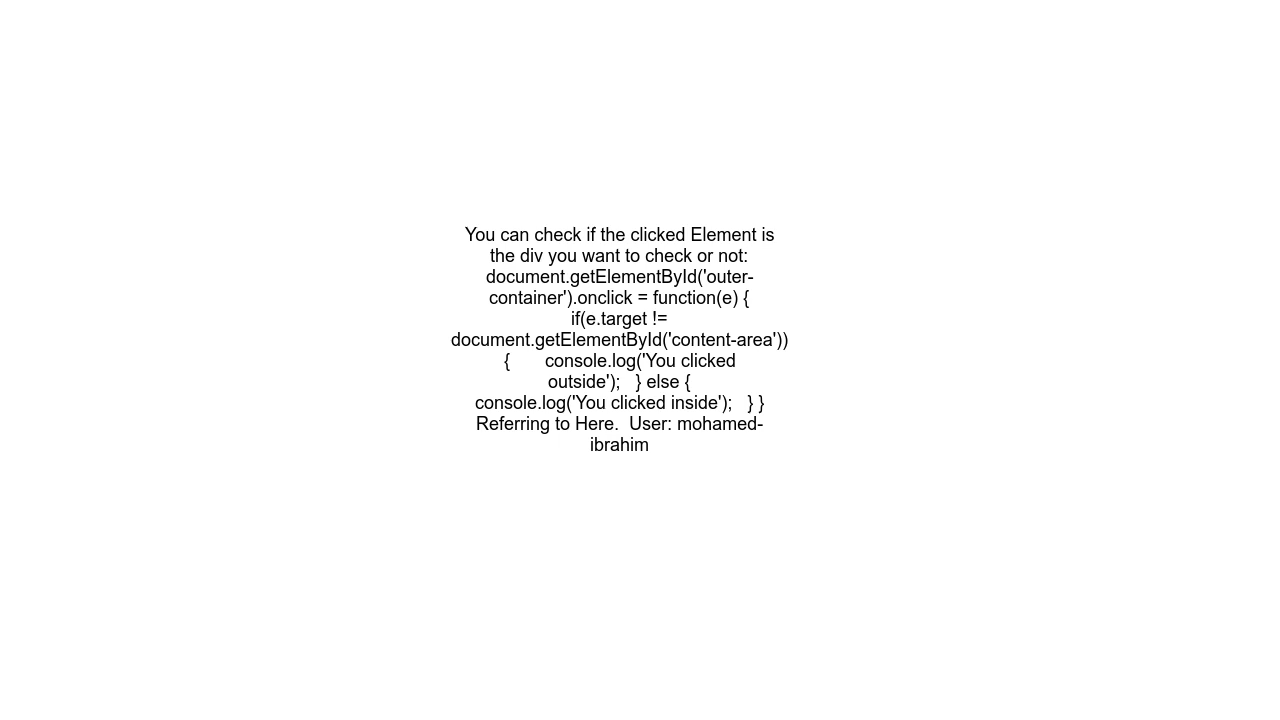 You can check if the clicked Element is
the div you want to check or not:
document.getElementById('outer-
container').onclick = function(e) {
if(e.target !=
document.getElementById('content-area'))
{       console.log('You clicked
outside');   } else {
console.log('You clicked inside');   } }
Referring to Here.  User: mohamed-
ibrahim